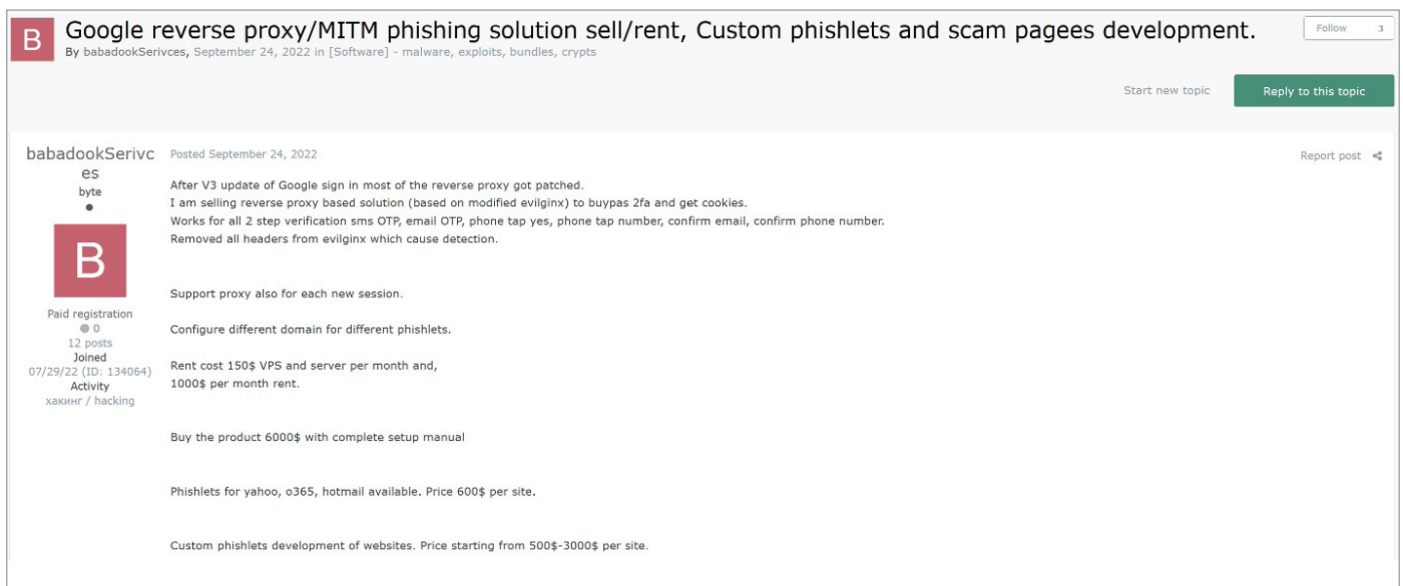 B
Google reverse proxy/MITM phishing solution sell/rent, Custom phishlets and scam pagees development.
By babadookSerivces, September 24, 2022 in [Software] - malware, exploits, bundles, crypts
Follow 3
Start new topic
Reply to this topic
babadookSerivc
es
byte
B
Paid registration
0
12 posts
Joined
07/29/22 (ID: 134064)
Activity
хакинг / hacking
Posted September 24, 2022
Report post
After V3 update of Google sign in most of the reverse proxy got patched.
I am selling reverse proxy based solution (based on modified evilginx) to buypas 2fa and get cookies.
Works for all 2 step verification sms OTP, email OTP, phone tap yes, phone tap number, confirm email, confirm phone number.
Removed all headers from evilginx which cause detection.
Support proxy also for each new session.
Configure different domain for different phishlets.
Rent cost 150$ VPS and server per month and,
1000$ per month rent.
Buy the product 6000$ with complete setup manual
Phishlets for yahoo, o365, hotmail available. Price 600$ per site.
Custom phishlets development of websites. Price starting from 500$-3000$ per site.